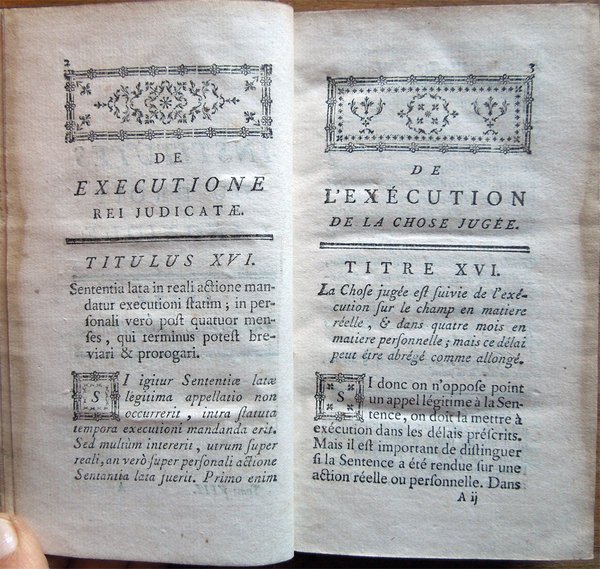 2
DE
EXECUTIONE
REI JUDICATÆ.
TITULUS XVI.
Sententia lata in reali actione man-
datur executioni statim ; in per-
sonali verò post quatuor men-
ses, qui terminus potest bre-
viari & prorogari.
SI igitur Sententiæ latæ
legitima appellatio non
occurrerit, intra statuta
tempora executioni mandanda erit.
Sed multùm intererit, utrum super
reali, an verò super personali actione
Sentantia lata fuerit. Primo enim
3
DE
L'EXÉCUTION
DE LA CHOSE JUGÉE.
TITRE XVI.
La Chose jugée est suivie de l'exé-
cution sur le champ en matiere
réelle, & dans quatre mois en
matiere personnelle ; mais ce délai
peut étre abrégé comme allongé.
SI donc on n'oppose point
un appel légitime à la Sen-
tence, on doit la mettre à
exécution dans les délais préscrits.
Mais il est important de distinguer
si la Sentence a été rendue sur une
action réelle ou personnelle. Dans
A ij